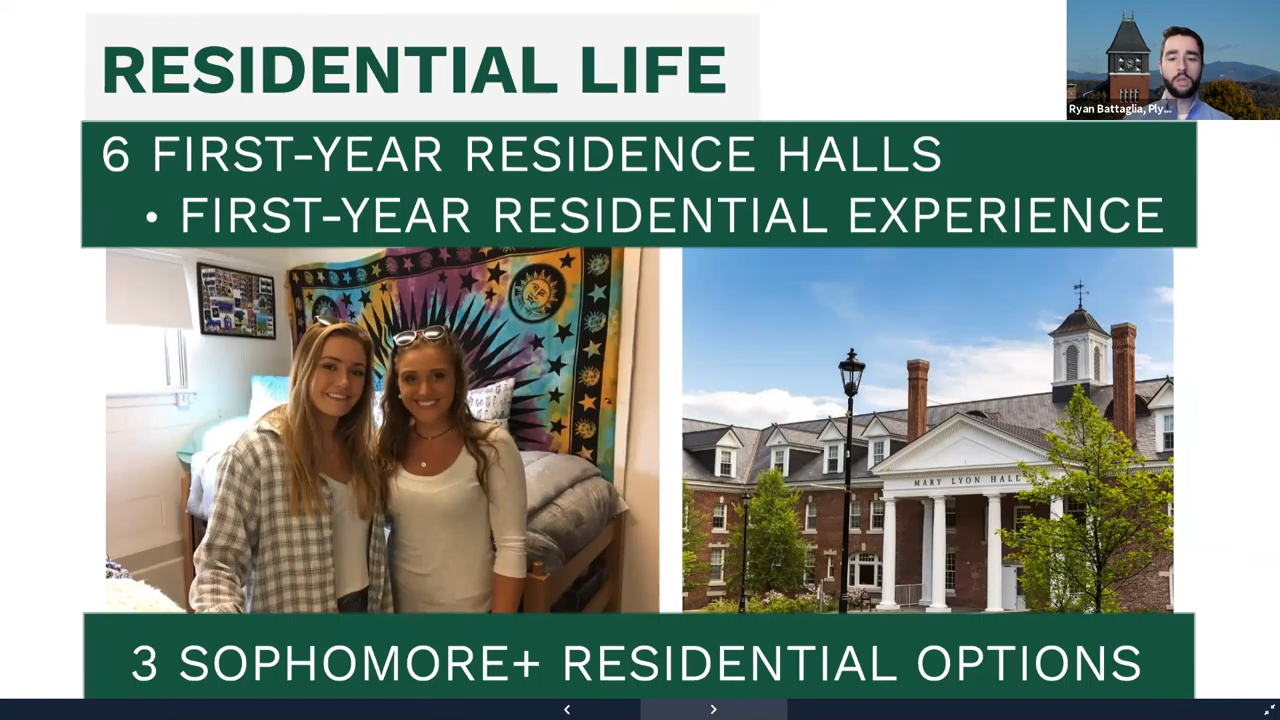 RESIDENTIAL LIFE
Ryan Battaglia, Ply...
6 FIRST-YEAR RESIDENCE HALLS
• FIRST-YEAR RESIDENTIAL EXPERIENCE
MARY LYON HALL
3 SOPHOMORE+ RESIDENTIAL OPTIONS